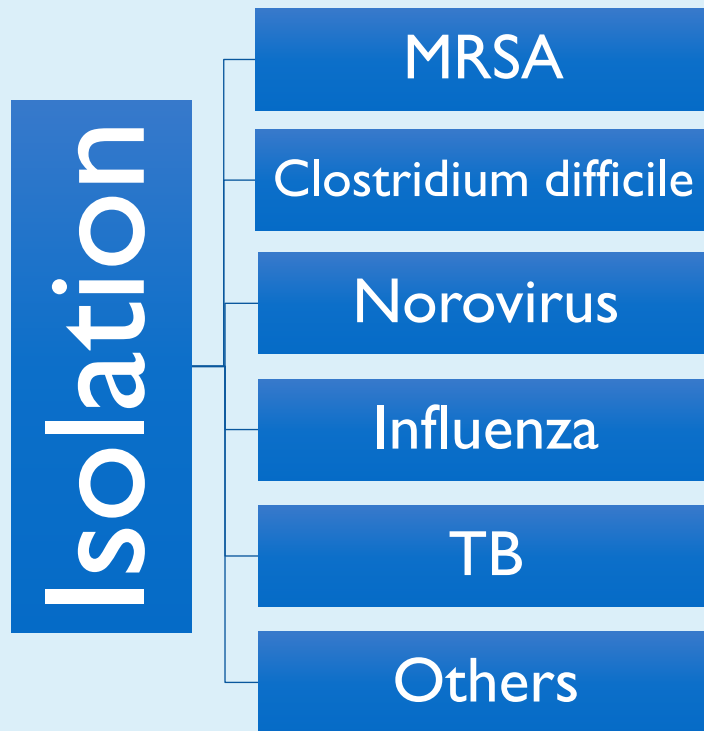 Isolation
MRSA
Clostridium difficile
Norovirus
Influenza
TB
Others